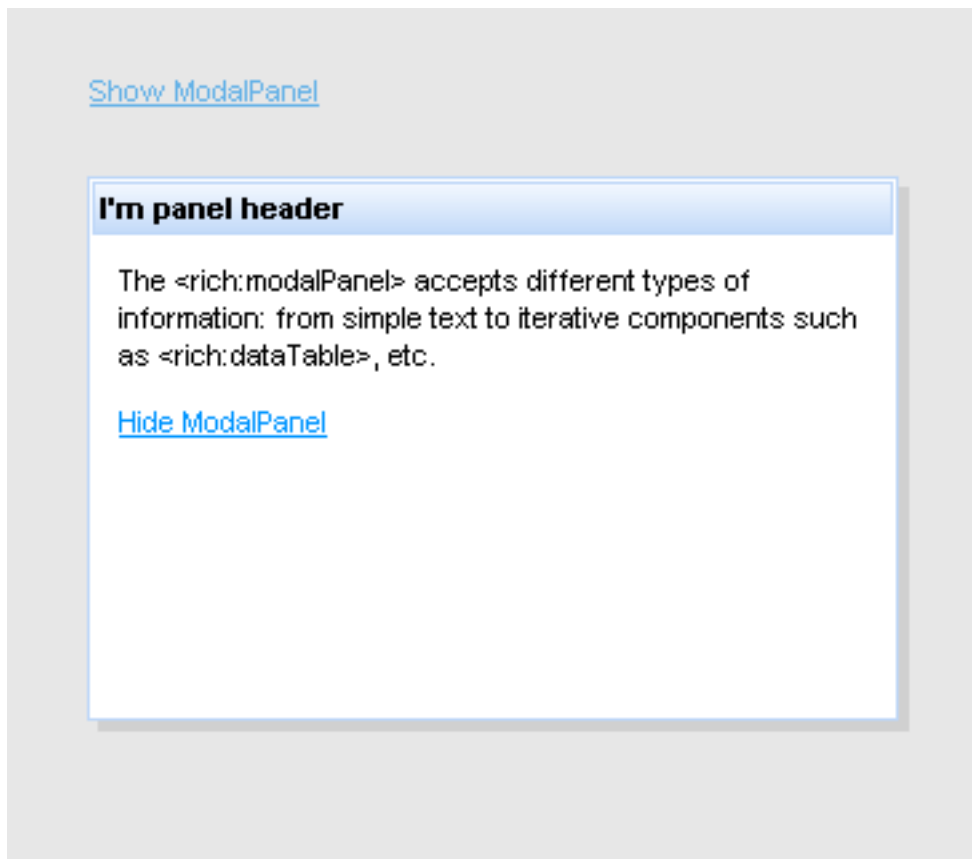 Show ModalPanel
I'm panel header
The <rich:modalPanel> accepts different types of
information: from simple text to iterative components such
as <rich:dataTable>, etc.
Hide ModalPanel